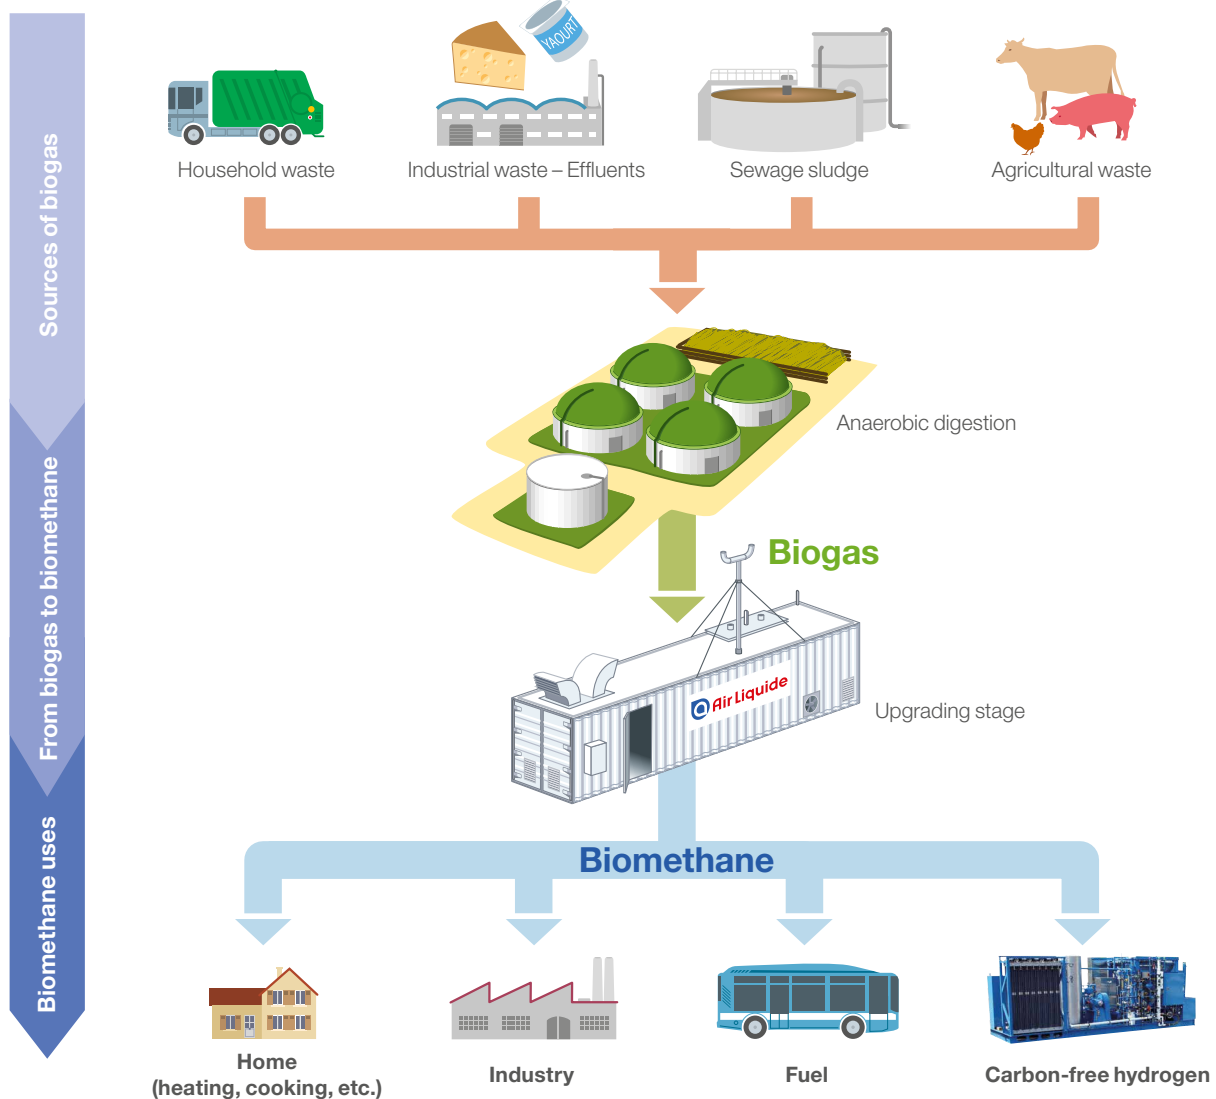 YAOURT
Household waste
Industrial waste – Effluents
Sewage sludge
Agricultural waste
Sources of biogas
Anaerobic digestion
From biogas to biomethane
Biogas
Air Liquide
Upgrading stage
Biomethane uses
Biomethane
Home
(heating, cooking, etc.)
Industry
Fuel
Carbon-free hydrogen